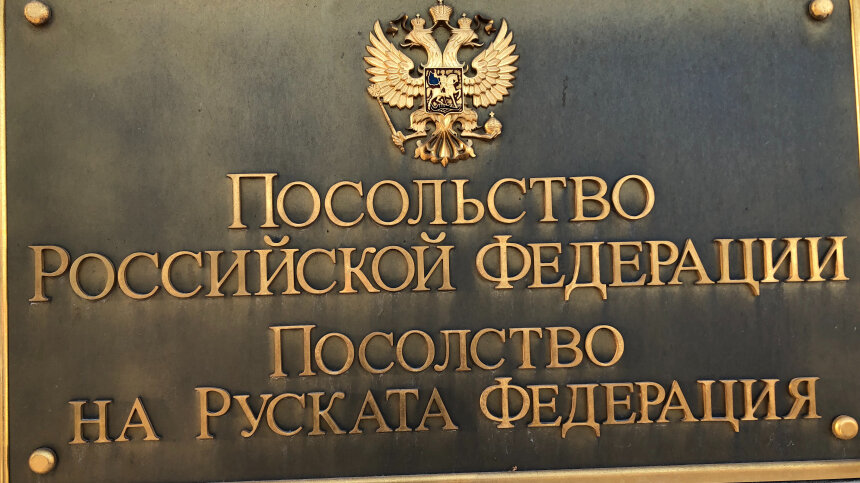 Посольство
Российской Федерации
Посолство
на Руската Федерация